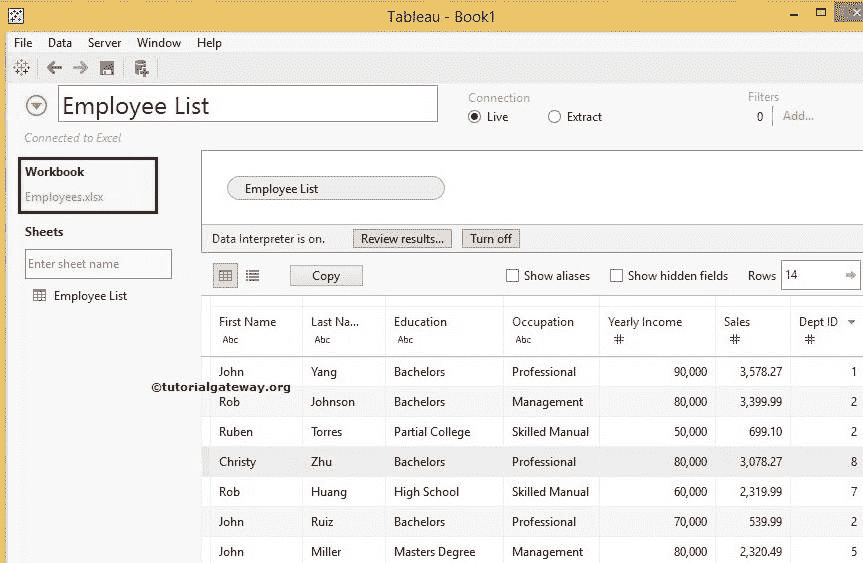 Tableau - Book1
File Data Server Window Help
Employee List
Connection
Live Extract
Filters
0 Add...
Connected to Excel
Workbook
Employees.xlsx
Sheets
Enter sheet name
Employee List
Employee List
Data Interpreter is on. Review results... Turn off
Copy Show aliases Show hidden fields Rows 14
First Name Last Na... Education Occupation Yearly Income Sales Dept ID
Abc Abc Abc Abc # # #
John Yang Bachelors Professional 90,000 3,578.27 1
©tutorialgateway.org
Rob Johnson Bachelors Management 80,000 3,399.99 2
Ruben Torres Partial College Skilled Manual 50,000 699.10 2
Christy Zhu Bachelors Professional 80,000 3,078.27 8
Rob Huang High School Skilled Manual 60,000 2,319.99 7
John Ruiz Bachelors Professional 70,000 539.99 2
John Miller Masters Degree Management 80,000 2,320.49 5